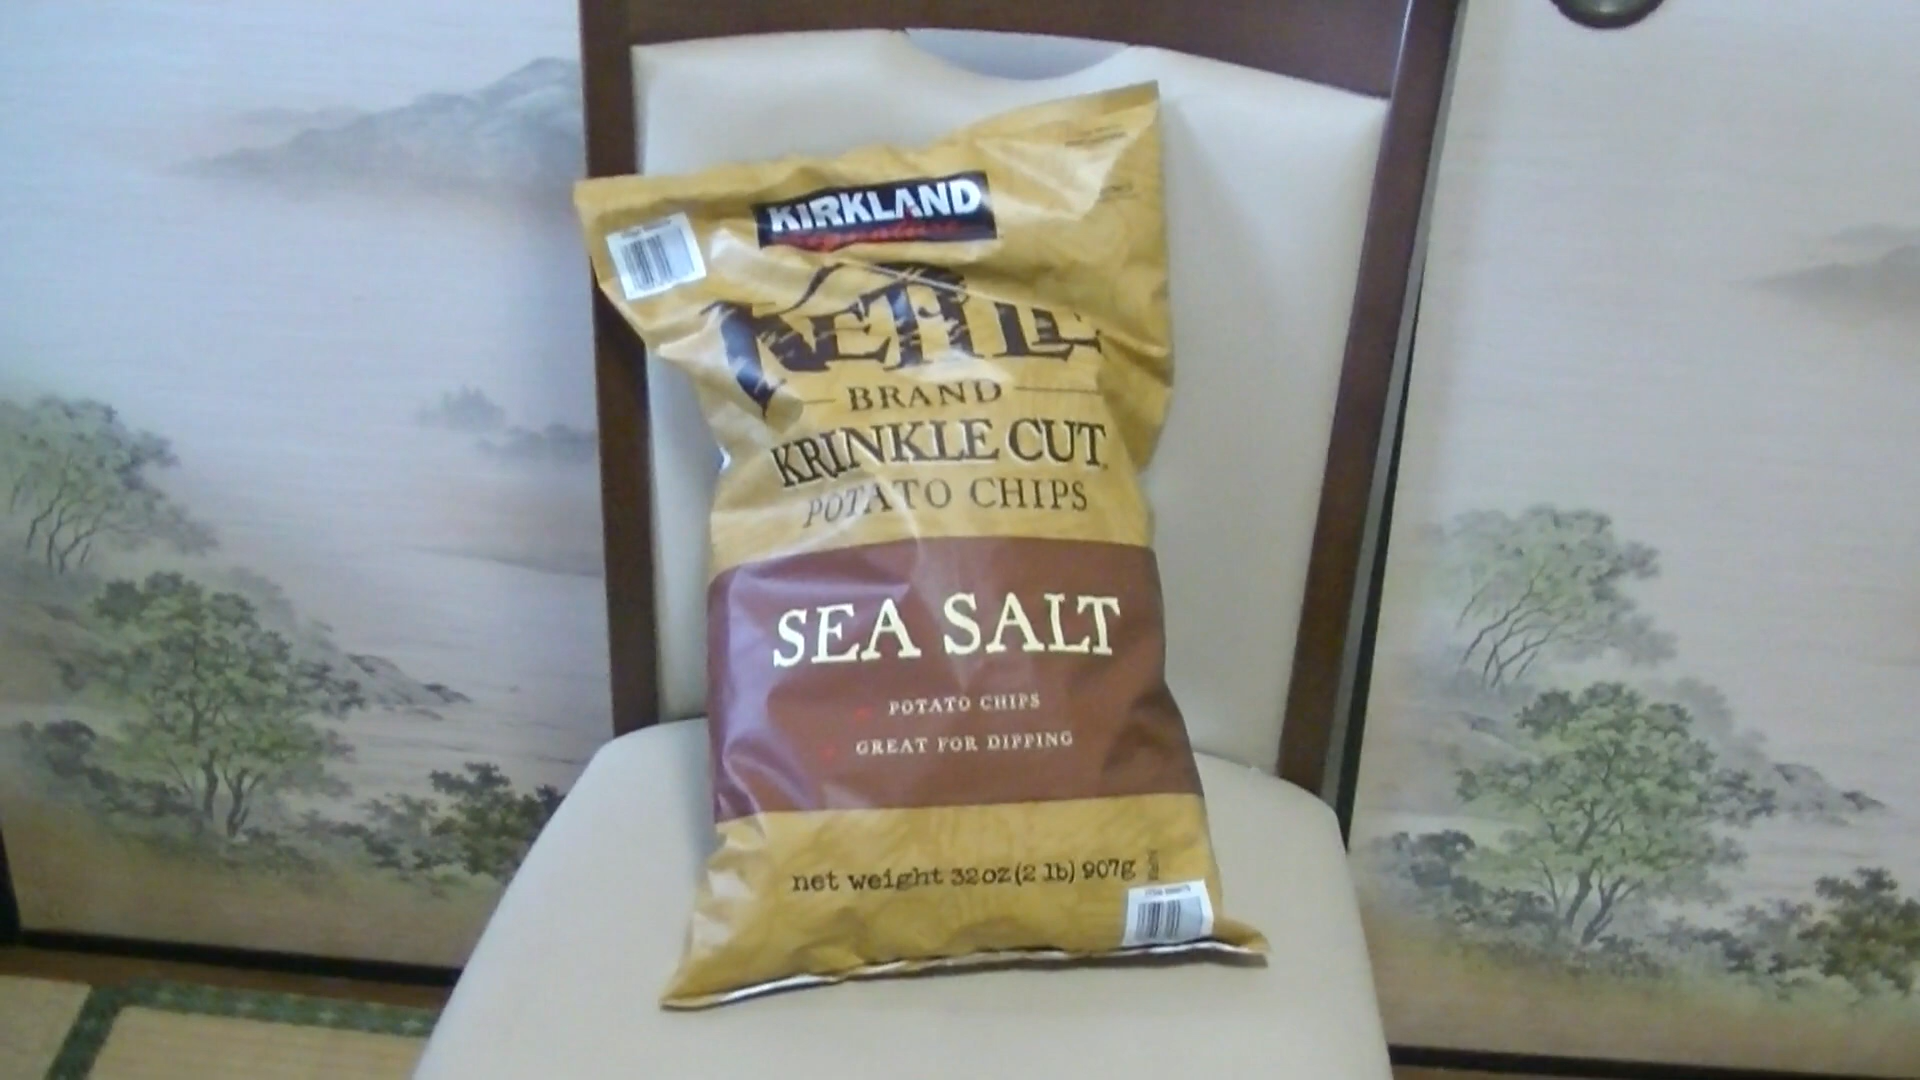 KIRKLAND
Signature
KETTLE
BRAND
KRINKLE CUT
POTATO CHIPS
SEA SALT
POTATO CHIPS
GREAT FOR DIPPING
net weight 32oz (2 lb) 907g